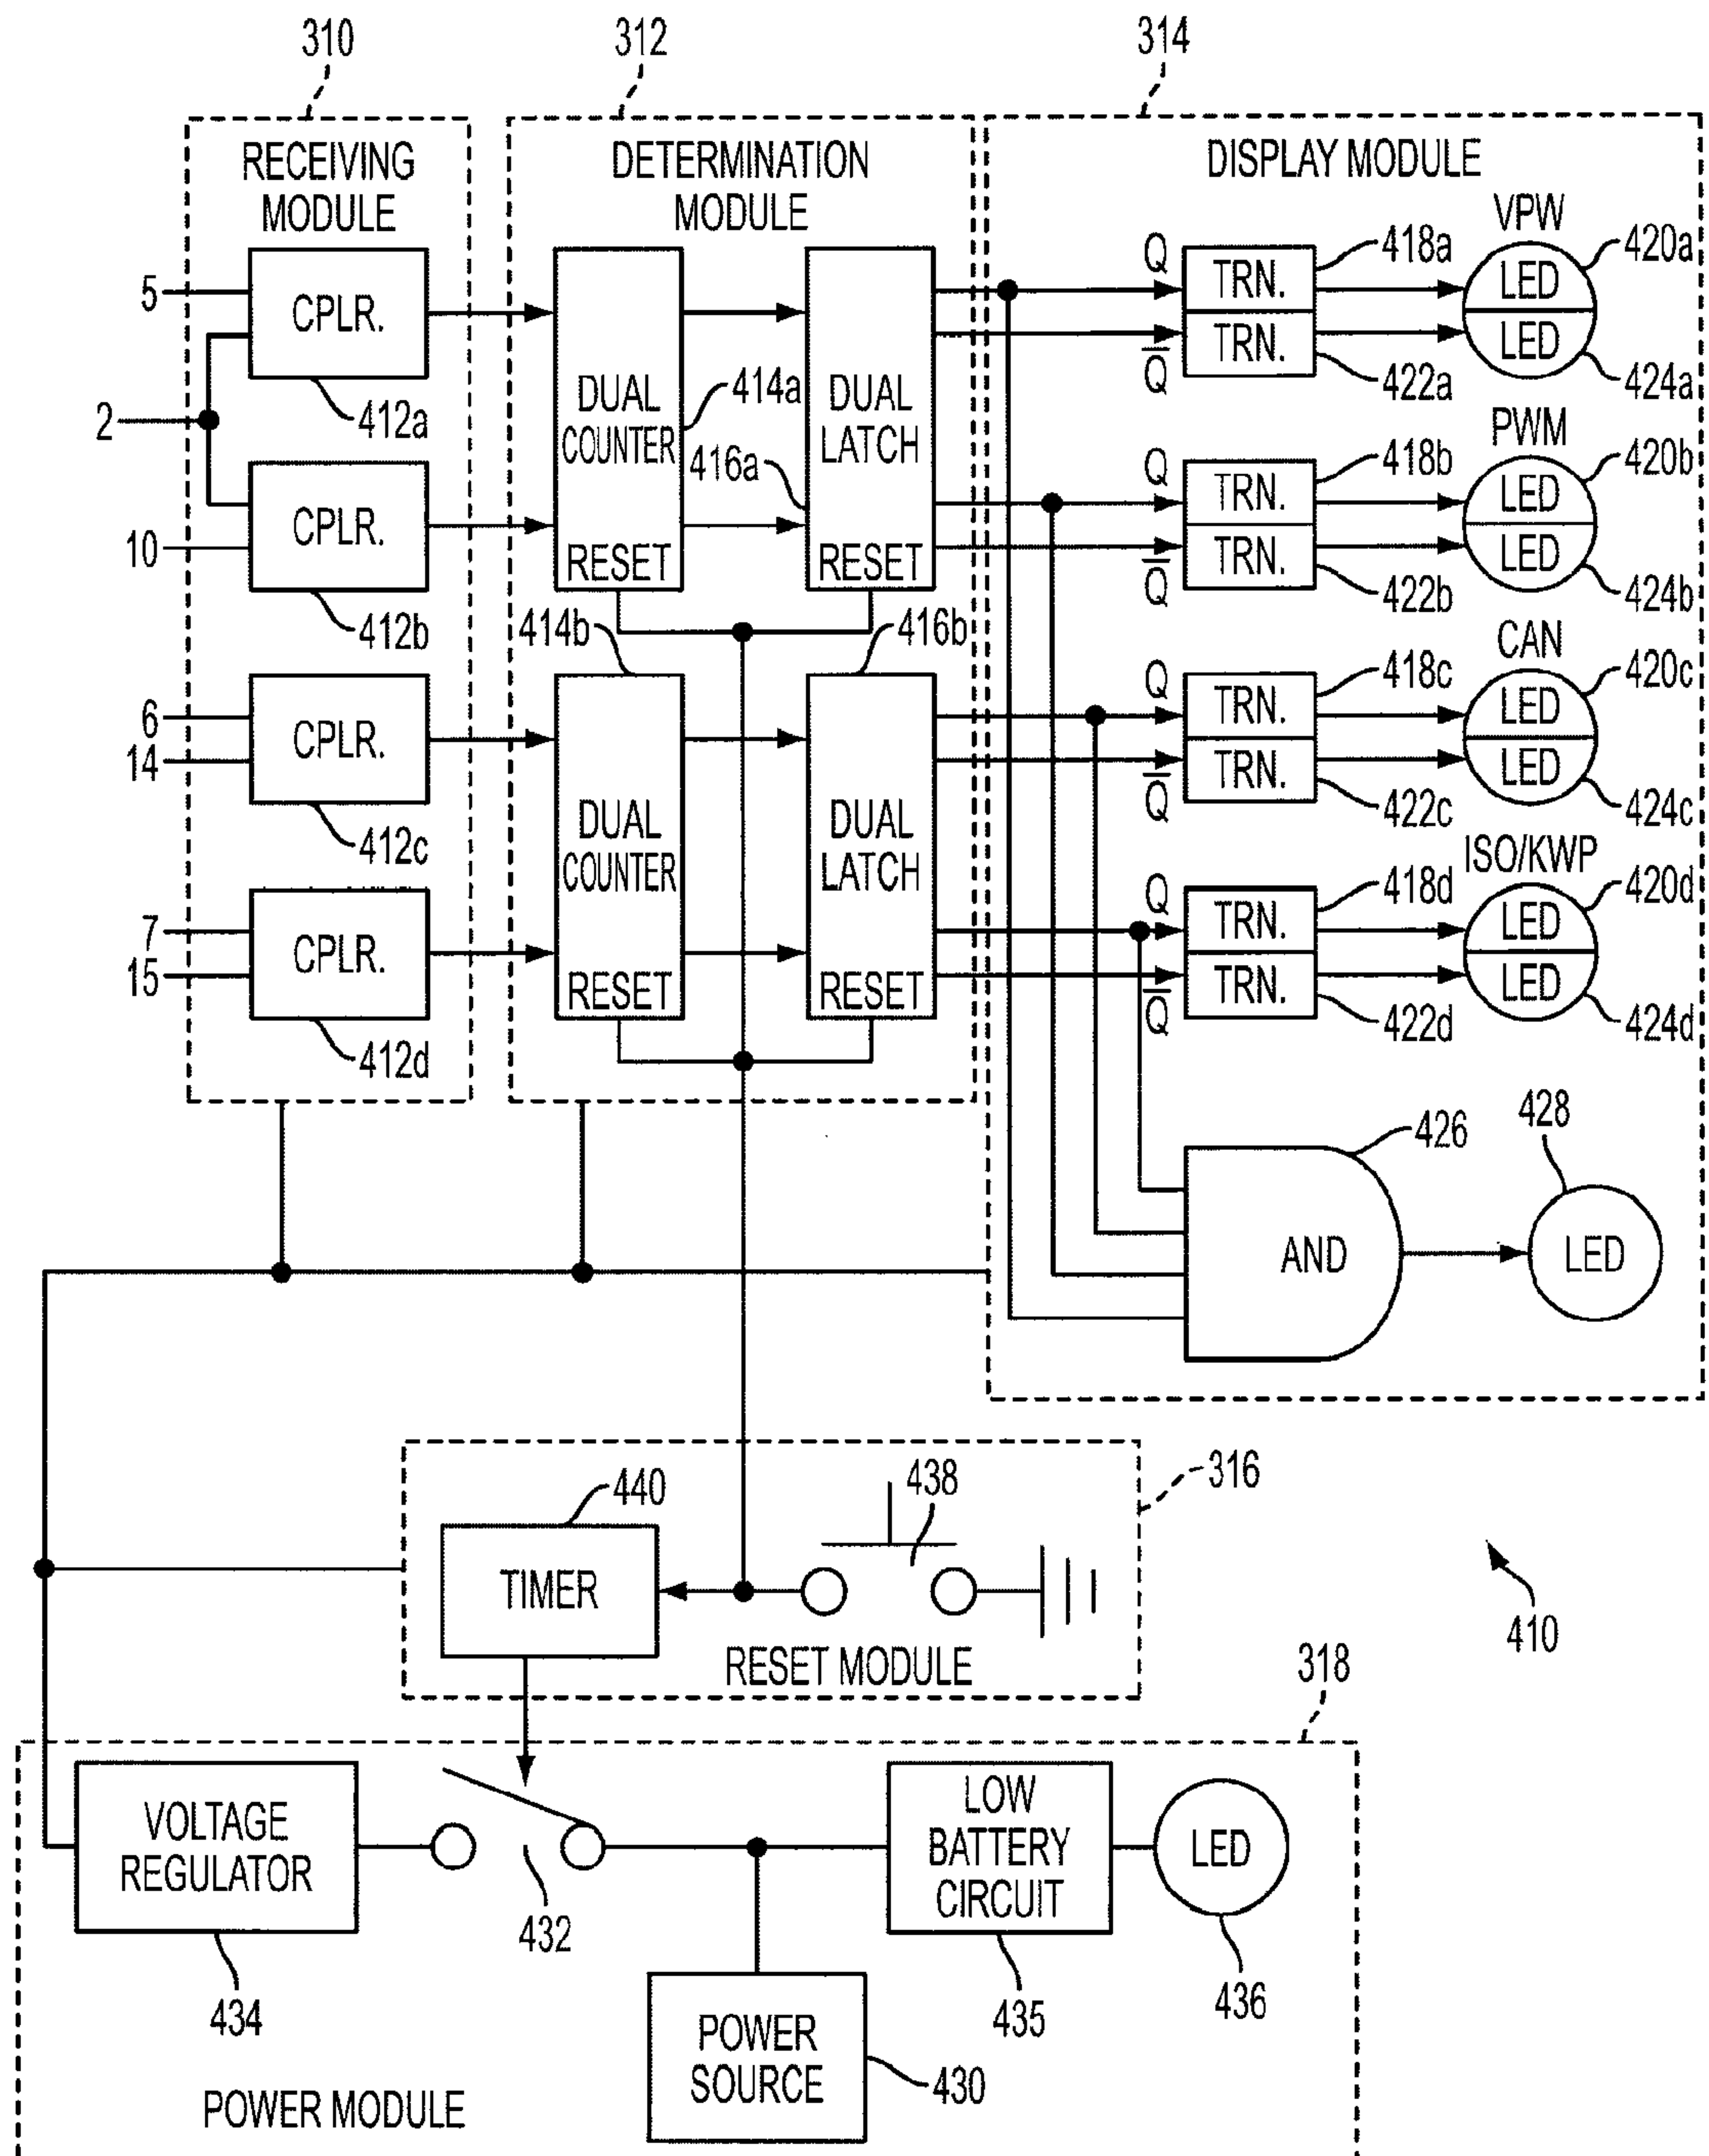 310
312
314
RECEIVING
MODULE
DETERMINATION
MODULE
DISPLAY MODULE
5
CPLR.
412a
2
CPLR.
10
412b
6
14
CPLR.
412c
7
15
CPLR.
412d
DUAL
COUNTER
RESET
414a
DUAL
LATCH
RESET
416a
414b
DUAL
COUNTER
RESET
416b
DUAL
LATCH
RESET
VPW
Q
TRN.
418a
LED
420a
Q̅
TRN.
422a
LED
424a
PWM
Q
TRN.
418b
LED
420b
Q̅
TRN.
422b
LED
424b
CAN
Q
TRN.
418c
LED
420c
Q̅
TRN.
422c
LED
424c
ISO/KWP
Q
TRN.
418d
LED
420d
Q̅
TRN.
422d
LED
424d
426
AND
428
LED
316
440
TIMER
438
RESET MODULE
410
318
VOLTAGE
REGULATOR
434
432
LOW
BATTERY
CIRCUIT
435
LED
436
POWER
SOURCE
430
POWER MODULE